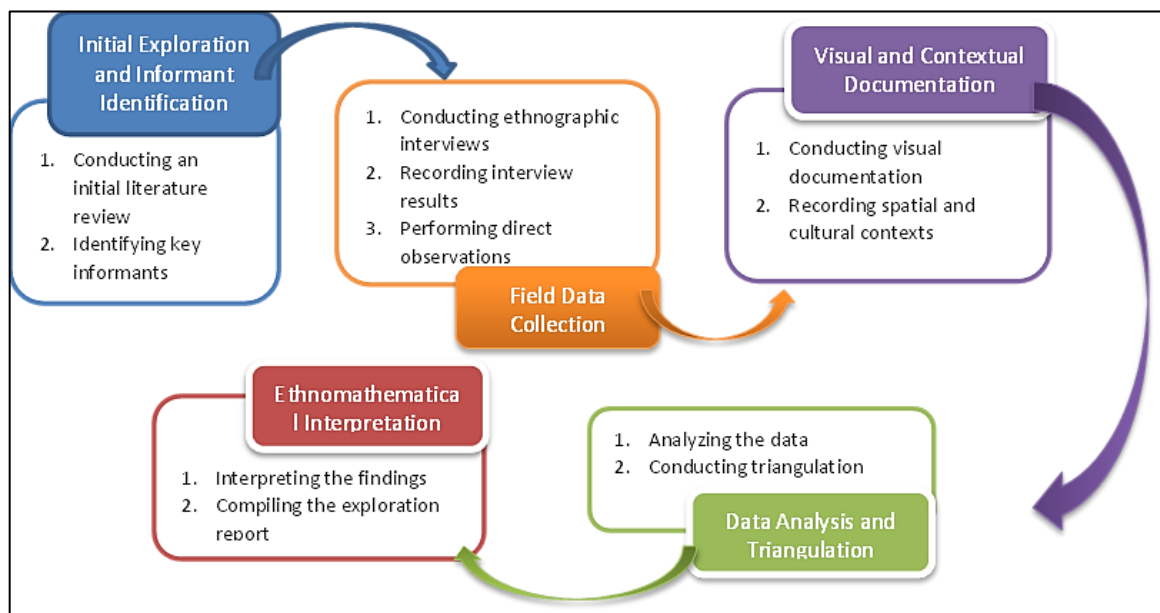 Initial Exploration
and Informant
Identification
1. Conducting an
initial literature
review
2. Identifying key
informants
1. Conducting ethnographic
interviews
2. Recording interview
results
3. Performing direct
observations
Field Data
Collection
Visual and Contextual
Documentation
1. Conducting visual
documentation
2. Recording spatial and
cultural contexts
1. Analyzing the data
2. Conducting triangulation
Data Analysis and
Triangulation
Ethnomathematica
l Interpretation
1. Interpreting the findings
2. Compiling the exploration
report